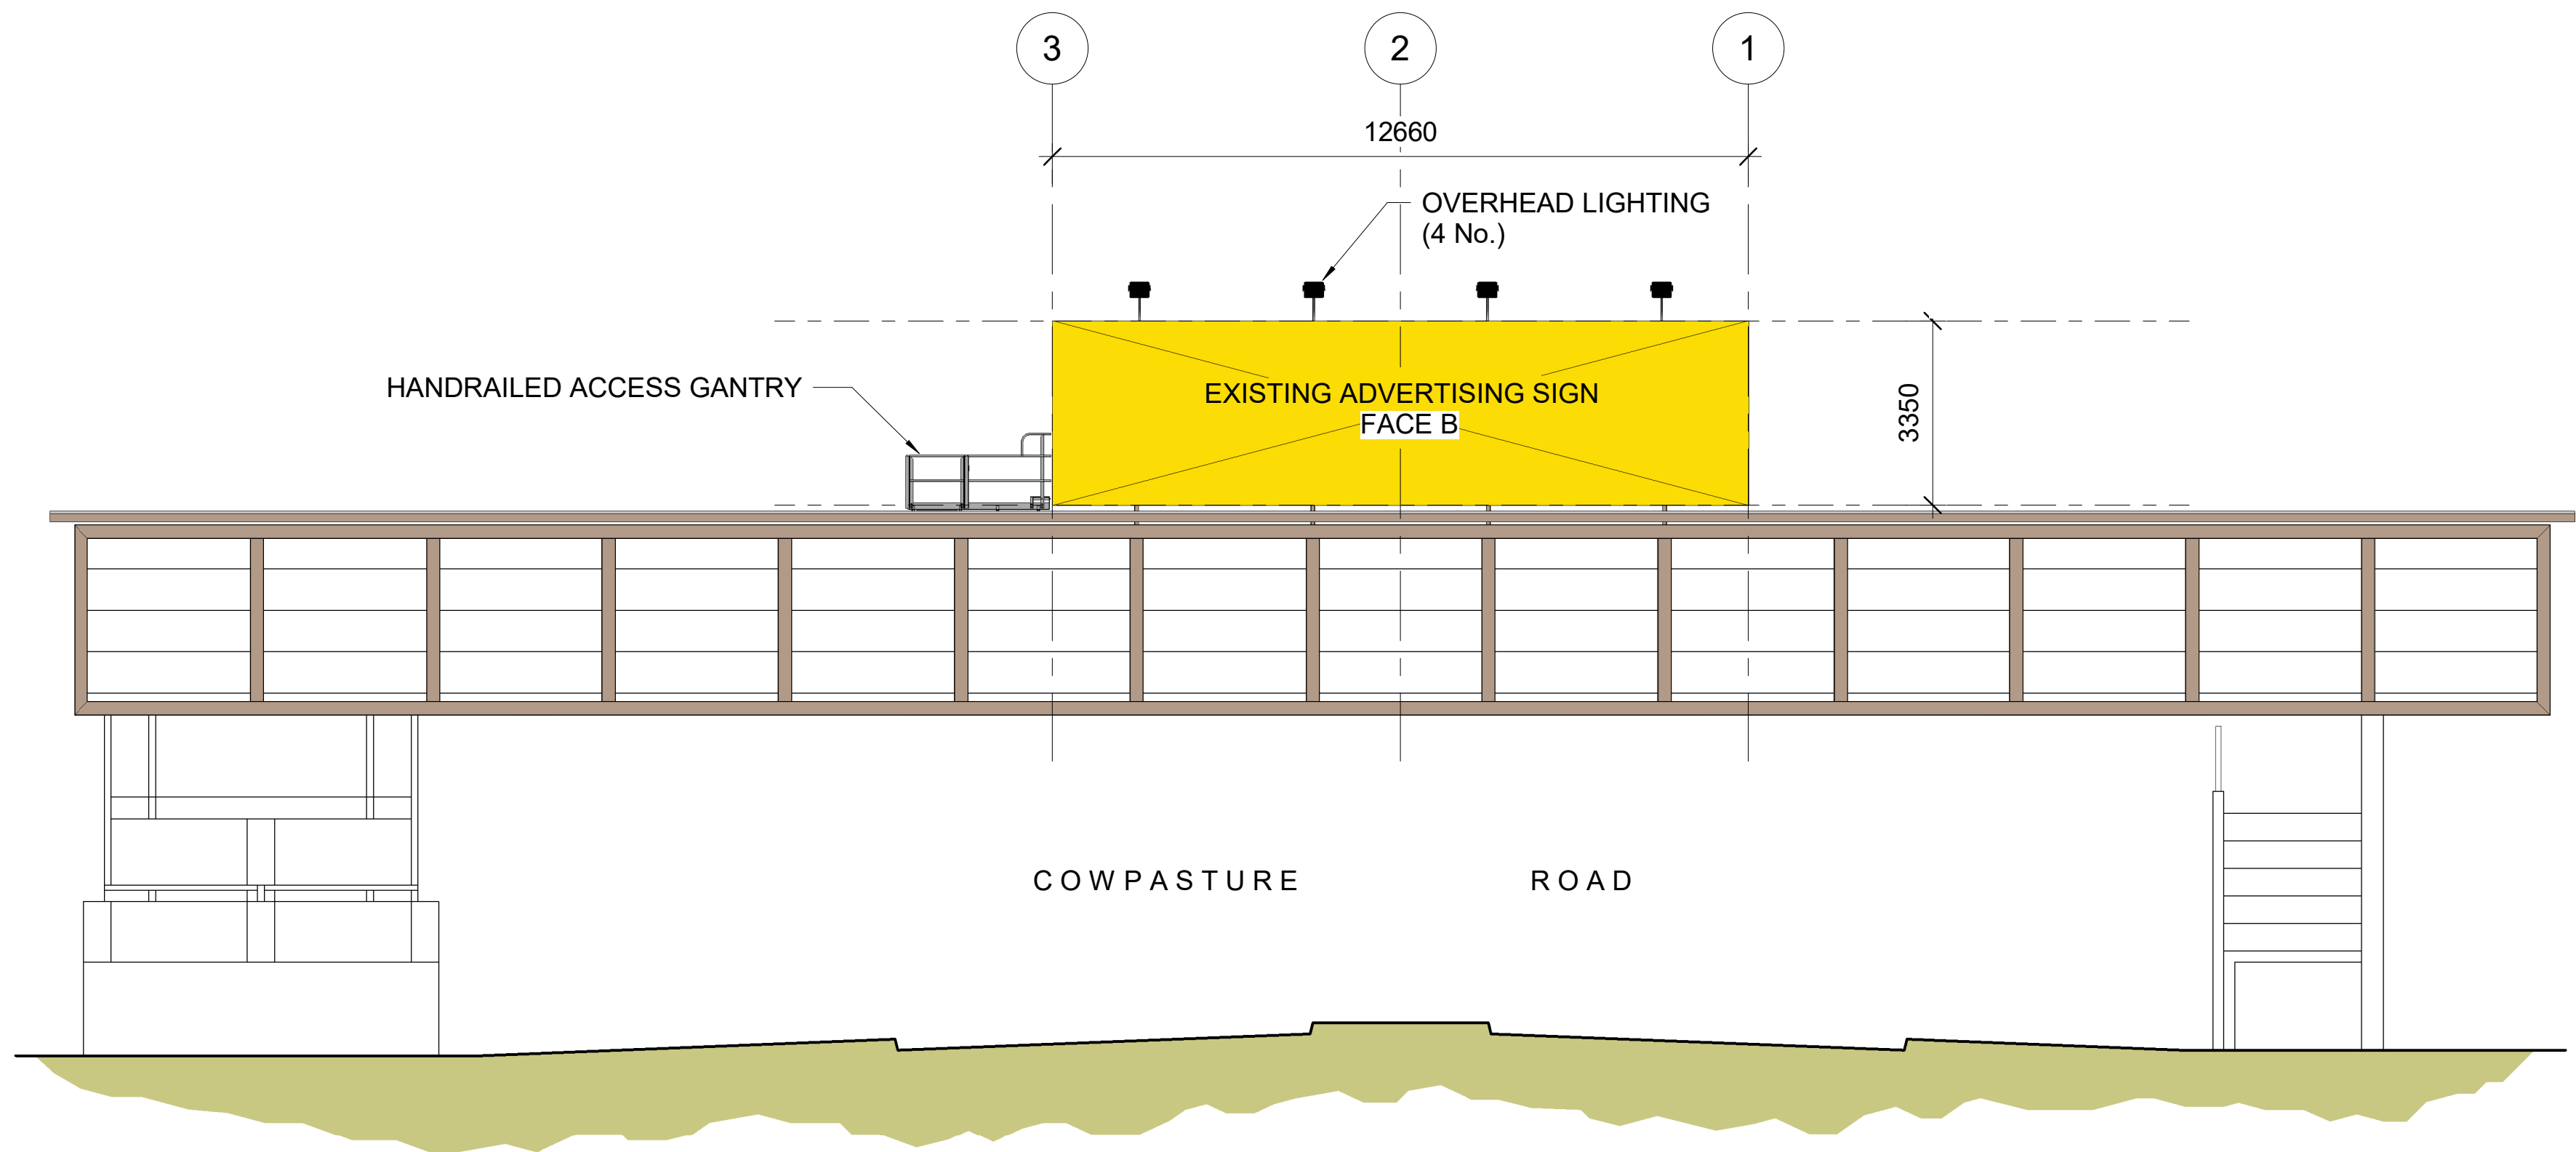 3
2
1
12660
OVERHEAD LIGHTING
(4 No.)
HANDRAILED ACCESS GANTRY
EXISTING ADVERTISING SIGN
FACE B
3350
COWPASTURE ROAD